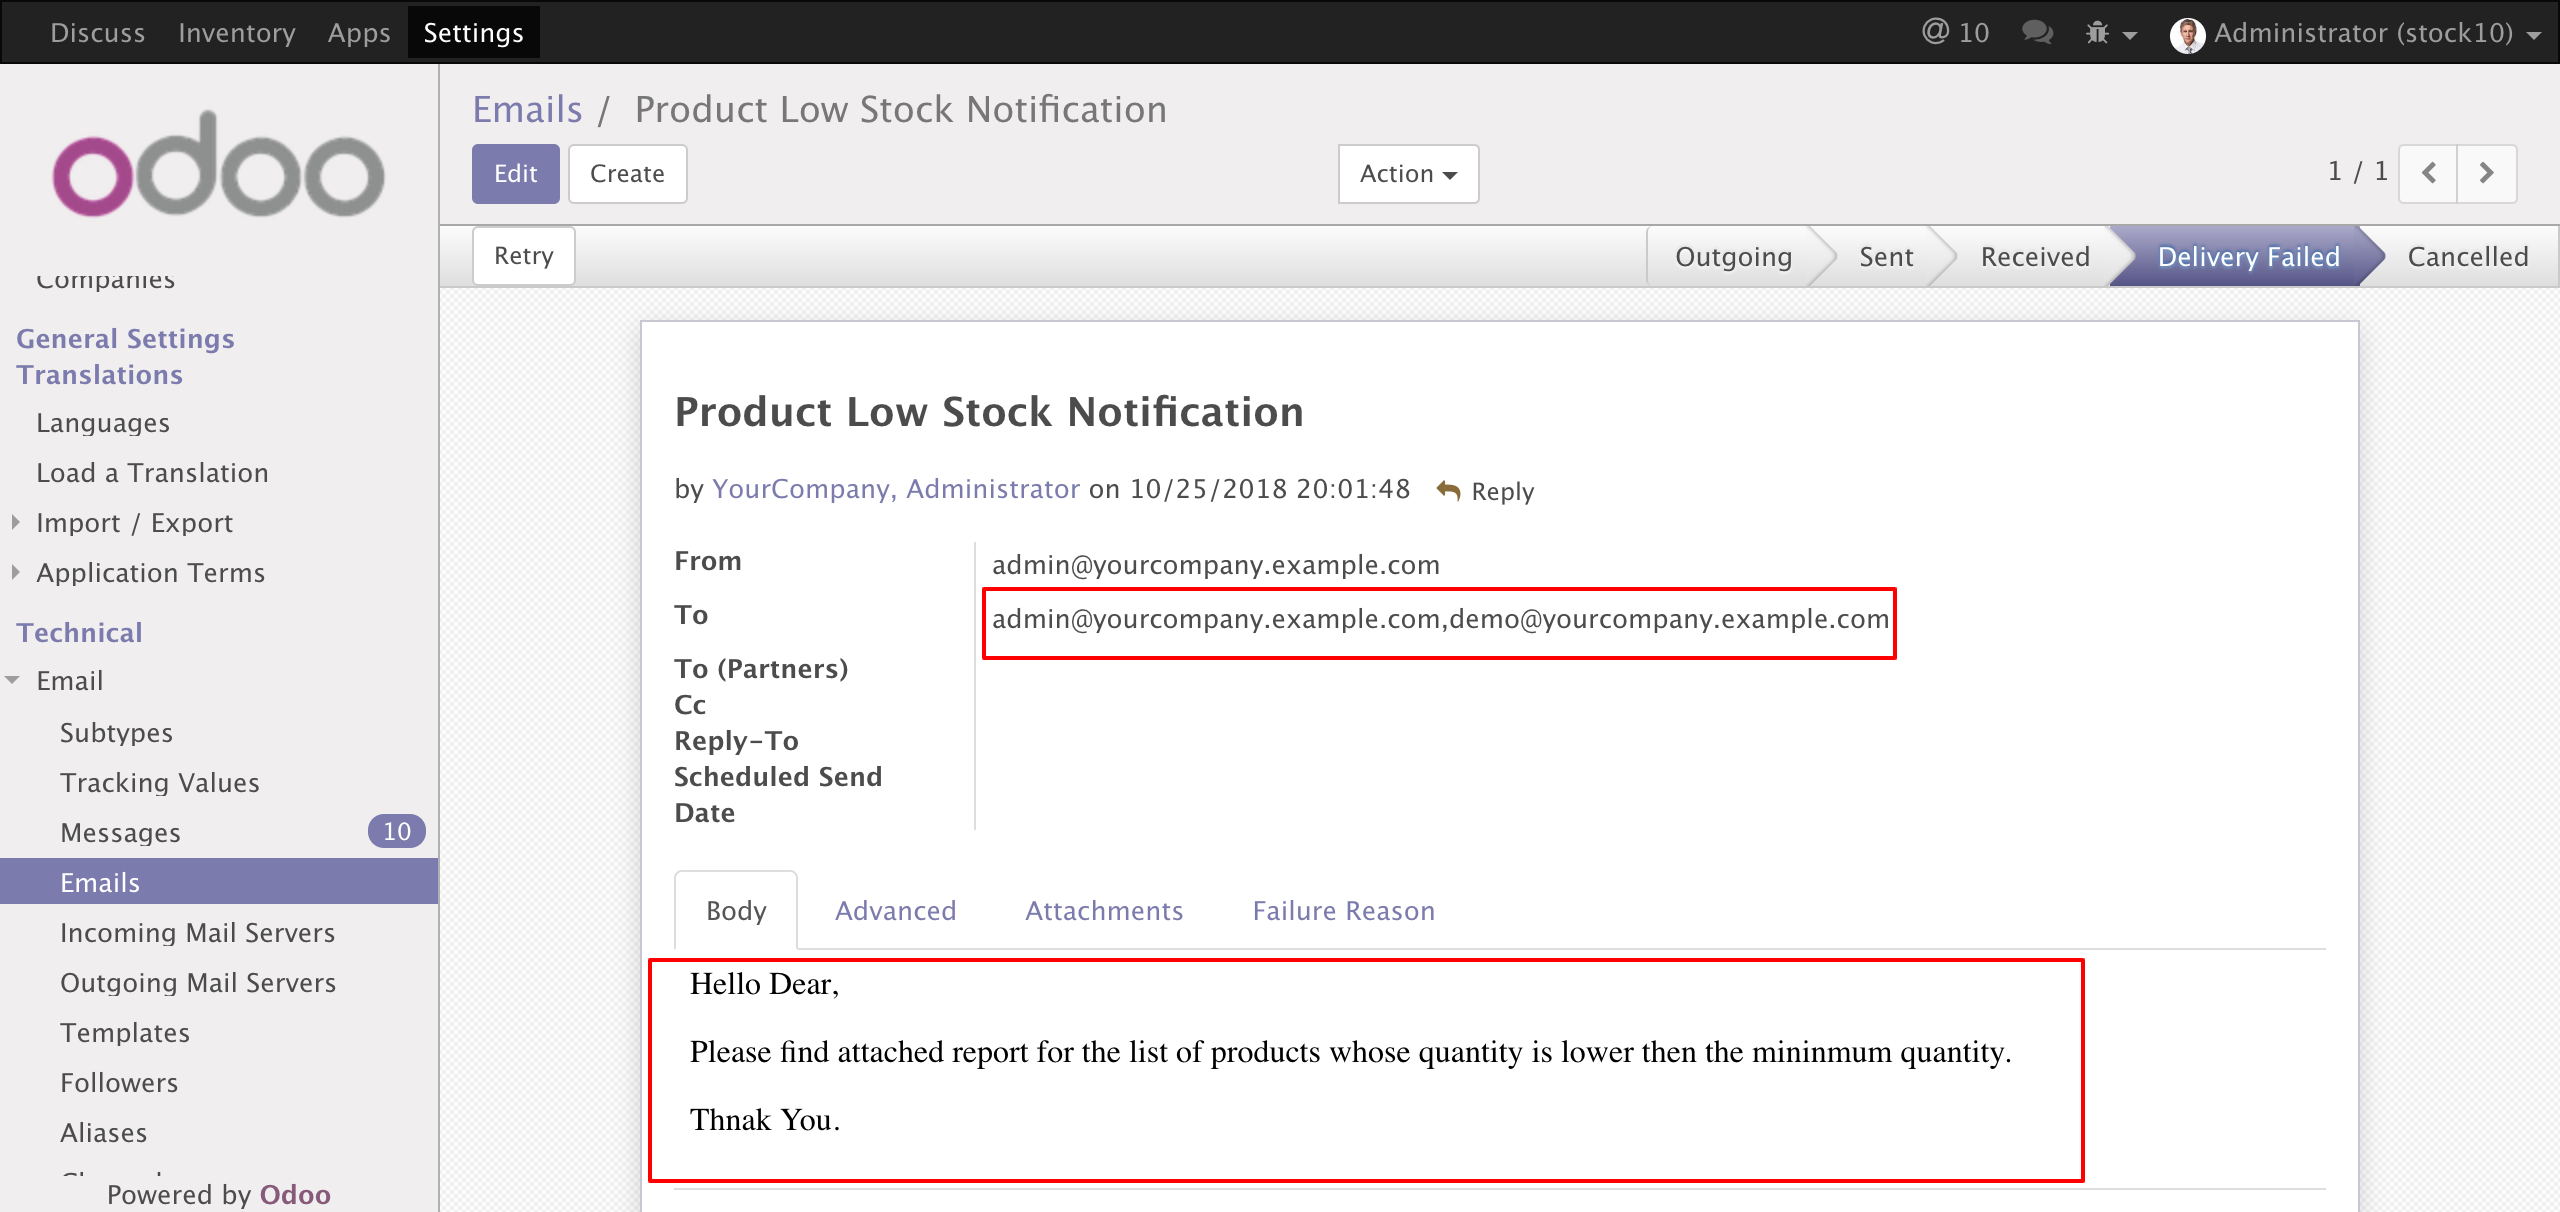 Discuss Inventory Apps Settings @ 10 Administrator (stock10)
odoo
Companies
General Settings
Translations
Languages
Load a Translation
Import / Export
Application Terms
Technical
Email
Subtypes
Tracking Values
Messages 10
Emails
Incoming Mail Servers
Outgoing Mail Servers
Templates
Followers
Aliases
Powered by Odoo
Emails / Product Low Stock Notification
Edit Create Action 1 / 1
Retry Outgoing Sent Received Delivery Failed Cancelled
Product Low Stock Notification
by YourCompany, Administrator on 10/25/2018 20:01:48 Reply
From admin@yourcompany.example.com
To admin@yourcompany.example.com,demo@yourcompany.example.com
To (Partners)
Cc
Reply-To
Scheduled Send
Date
Body Advanced Attachments Failure Reason
Hello Dear,
Please find attached report for the list of products whose quantity is lower then the mininmum quantity.
Thnak You.